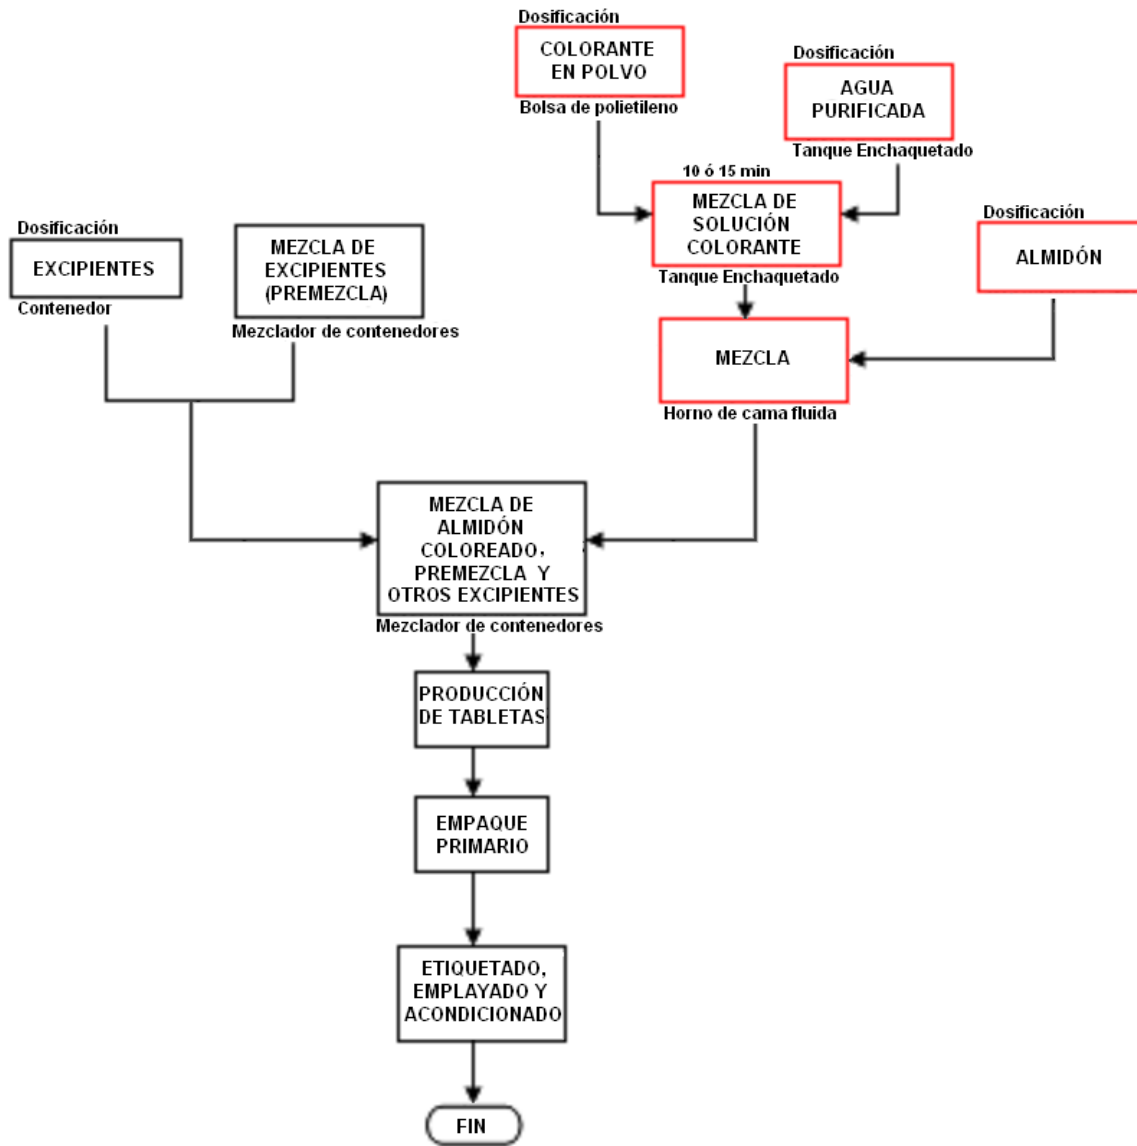 Dosificación
COLORANTE
EN POLVO
Bolsa de polietileno
Dosificación
AGUA
PURIFICADA
Tanque Enchaquetado
10 ó 15 min
MEZCLA DE
SOLUCIÓN
COLORANTE
Tanque Enchaquetado
Dosificación
ALMIDÓN
Dosificación
EXCIPIENTES
Contenedor
MEZCLA DE
EXCIPIENTES
(PREMEZCLA)
Mezclador de contenedores
MEZCLA
Horno de cama fluida
MEZCLA DE
ALMIDÓN
COLOREADO,
PREMEZCLA Y
OTROS EXCIPIENTES
Mezclador de contenedores
PRODUCCIÓN
DE TABLETAS
EMPAQUE
PRIMARIO
ETIQUETADO,
EMPLAYADO Y
ACONDICIONADO
FIN